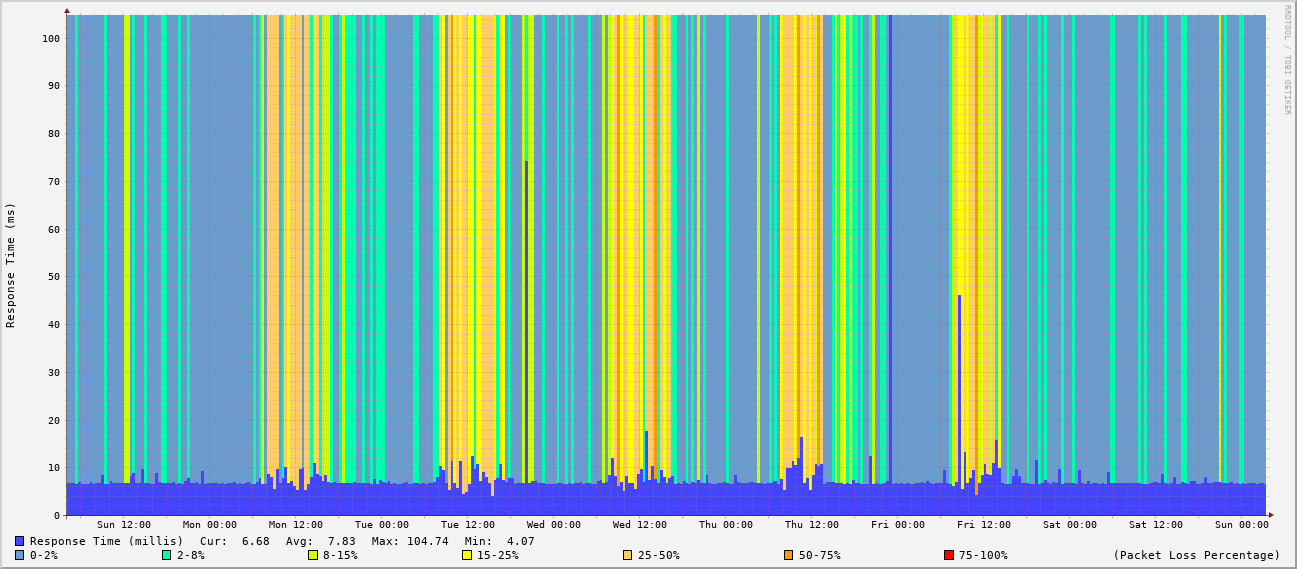 RRDTOOL / TOBI OETIKER
Response Time (ms)
100
90
80
70
60
50
40
30
20
10
0
Sun 12:00 Mon 00:00 Mon 12:00 Tue 00:00 Tue 12:00 Wed 00:00 Wed 12:00 Thu 00:00 Thu 12:00 Fri 00:00 Fri 12:00 Sat 00:00 Sat 12:00 Sun 00:00
Response Time (millis) Cur: 6.68 Avg: 7.83 Max: 104.74 Min: 4.07
0-2% 2-8% 8-15% 15-25% 25-50% 50-75% 75-100% (Packet Loss Percentage)